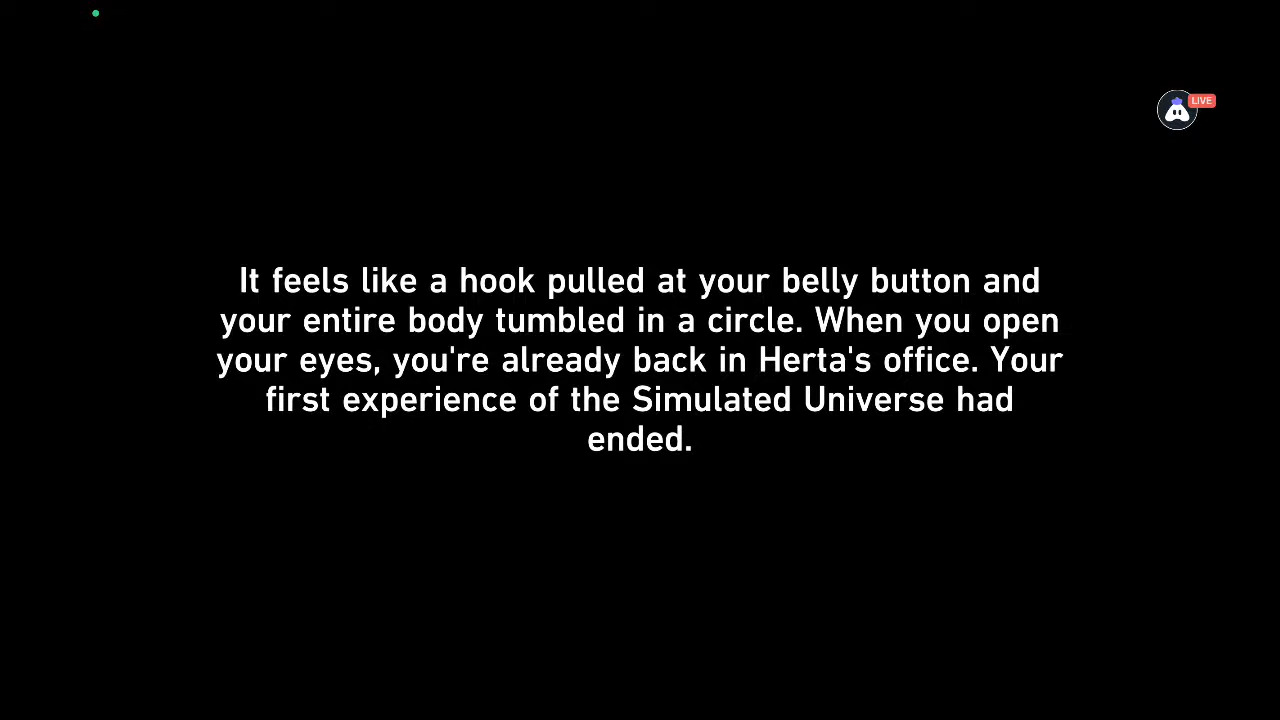 LIVE
It feels like a hook pulled at your belly button and
your entire body tumbled in a circle. When you open
your eyes, you're already back in Herta's office. Your
first experience of the Simulated Universe had
ended.